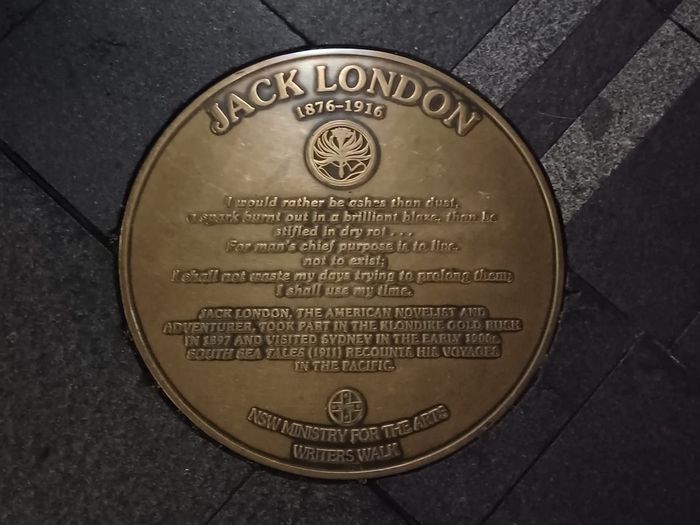 JACK LONDON
1876-1916
I would rather be ashes than dust,
a spark burnt out in a brilliant blaze, than be
stifled in dry rot . . .
For man's chief purpose is to live,
not to exist;
I shall not waste my days trying to prolong them;
I shall use my time.
JACK LONDON, THE AMERICAN NOVELIST AND
ADVENTURER, TOOK PART IN THE KLONDIKE GOLD RUSH
IN 1897 AND VISITED SYDNEY IN THE EARLY 1900s.
SOUTH SEA TALES (1911) RECOUNTS HIS VOYAGES
IN THE PACIFIC.
NSW MINISTRY FOR THE ARTS
WRITERS WALK